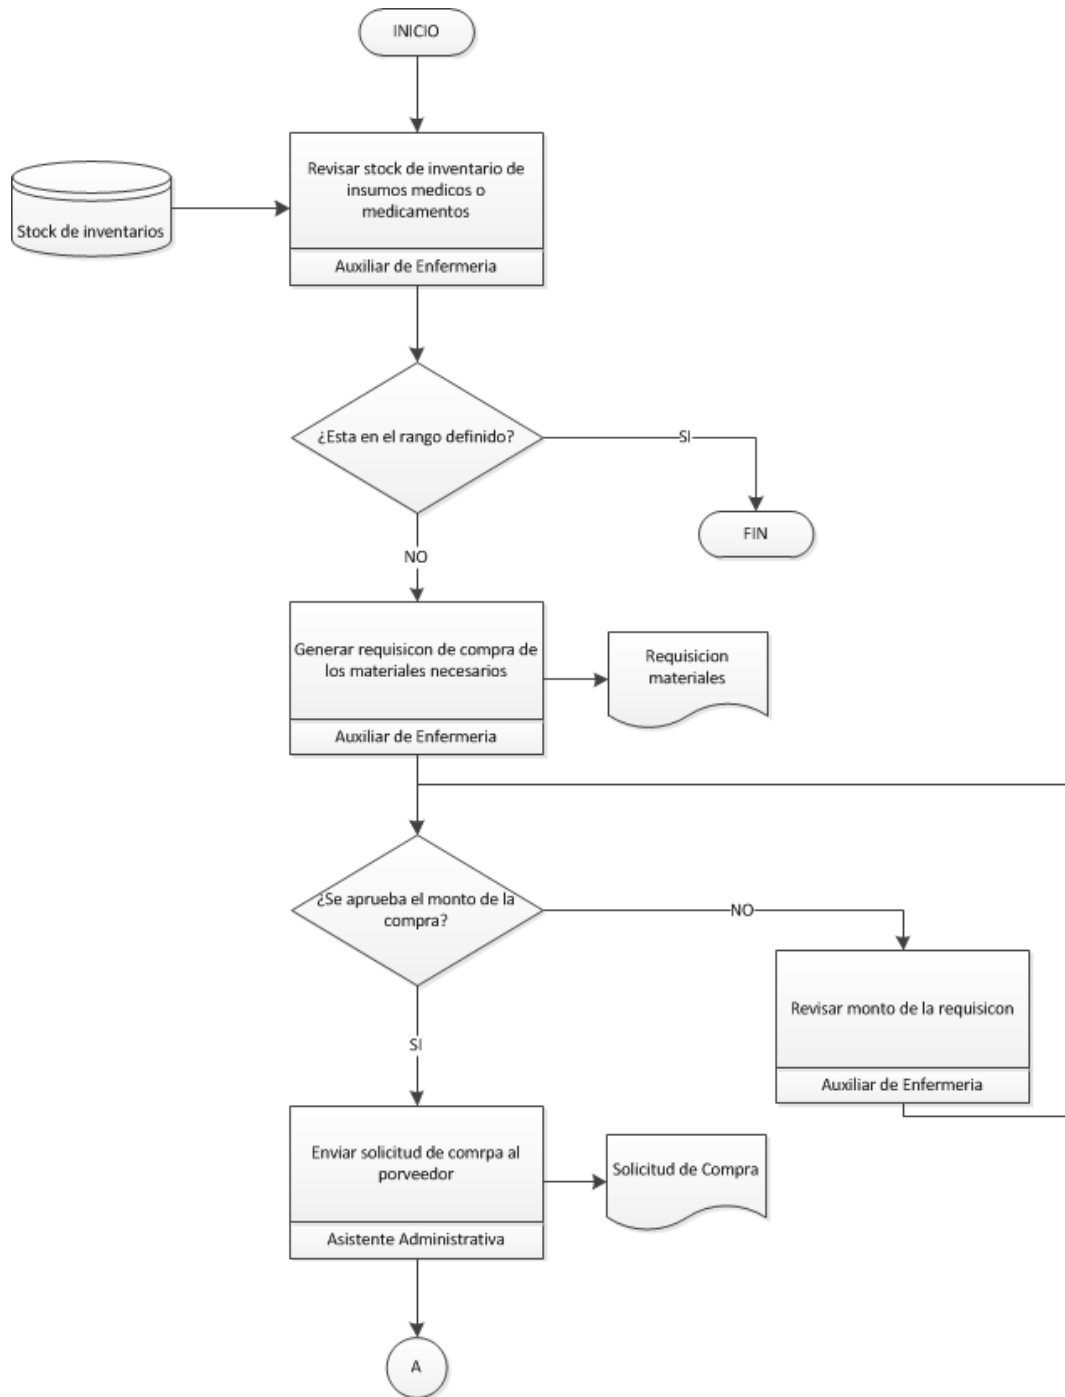 INICIO
Revisar stock de inventario de
insumos medicos o
medicamentos
Stock de inventarios
Auxiliar de Enfermeria
¿Esta en el rango definido?
SI
FIN
NO
Generar requisicon de compra de
los materiales necesarios
Requisicion
materiales
Auxiliar de Enfermeria
¿Se aprueba el monto de la
compra?
NO
Revisar monto de la requisicon
Auxiliar de Enfermeria
SI
Enviar solicitud de comrpa al
porveedor
Solicitud de Compra
Asistente Administrativa
A